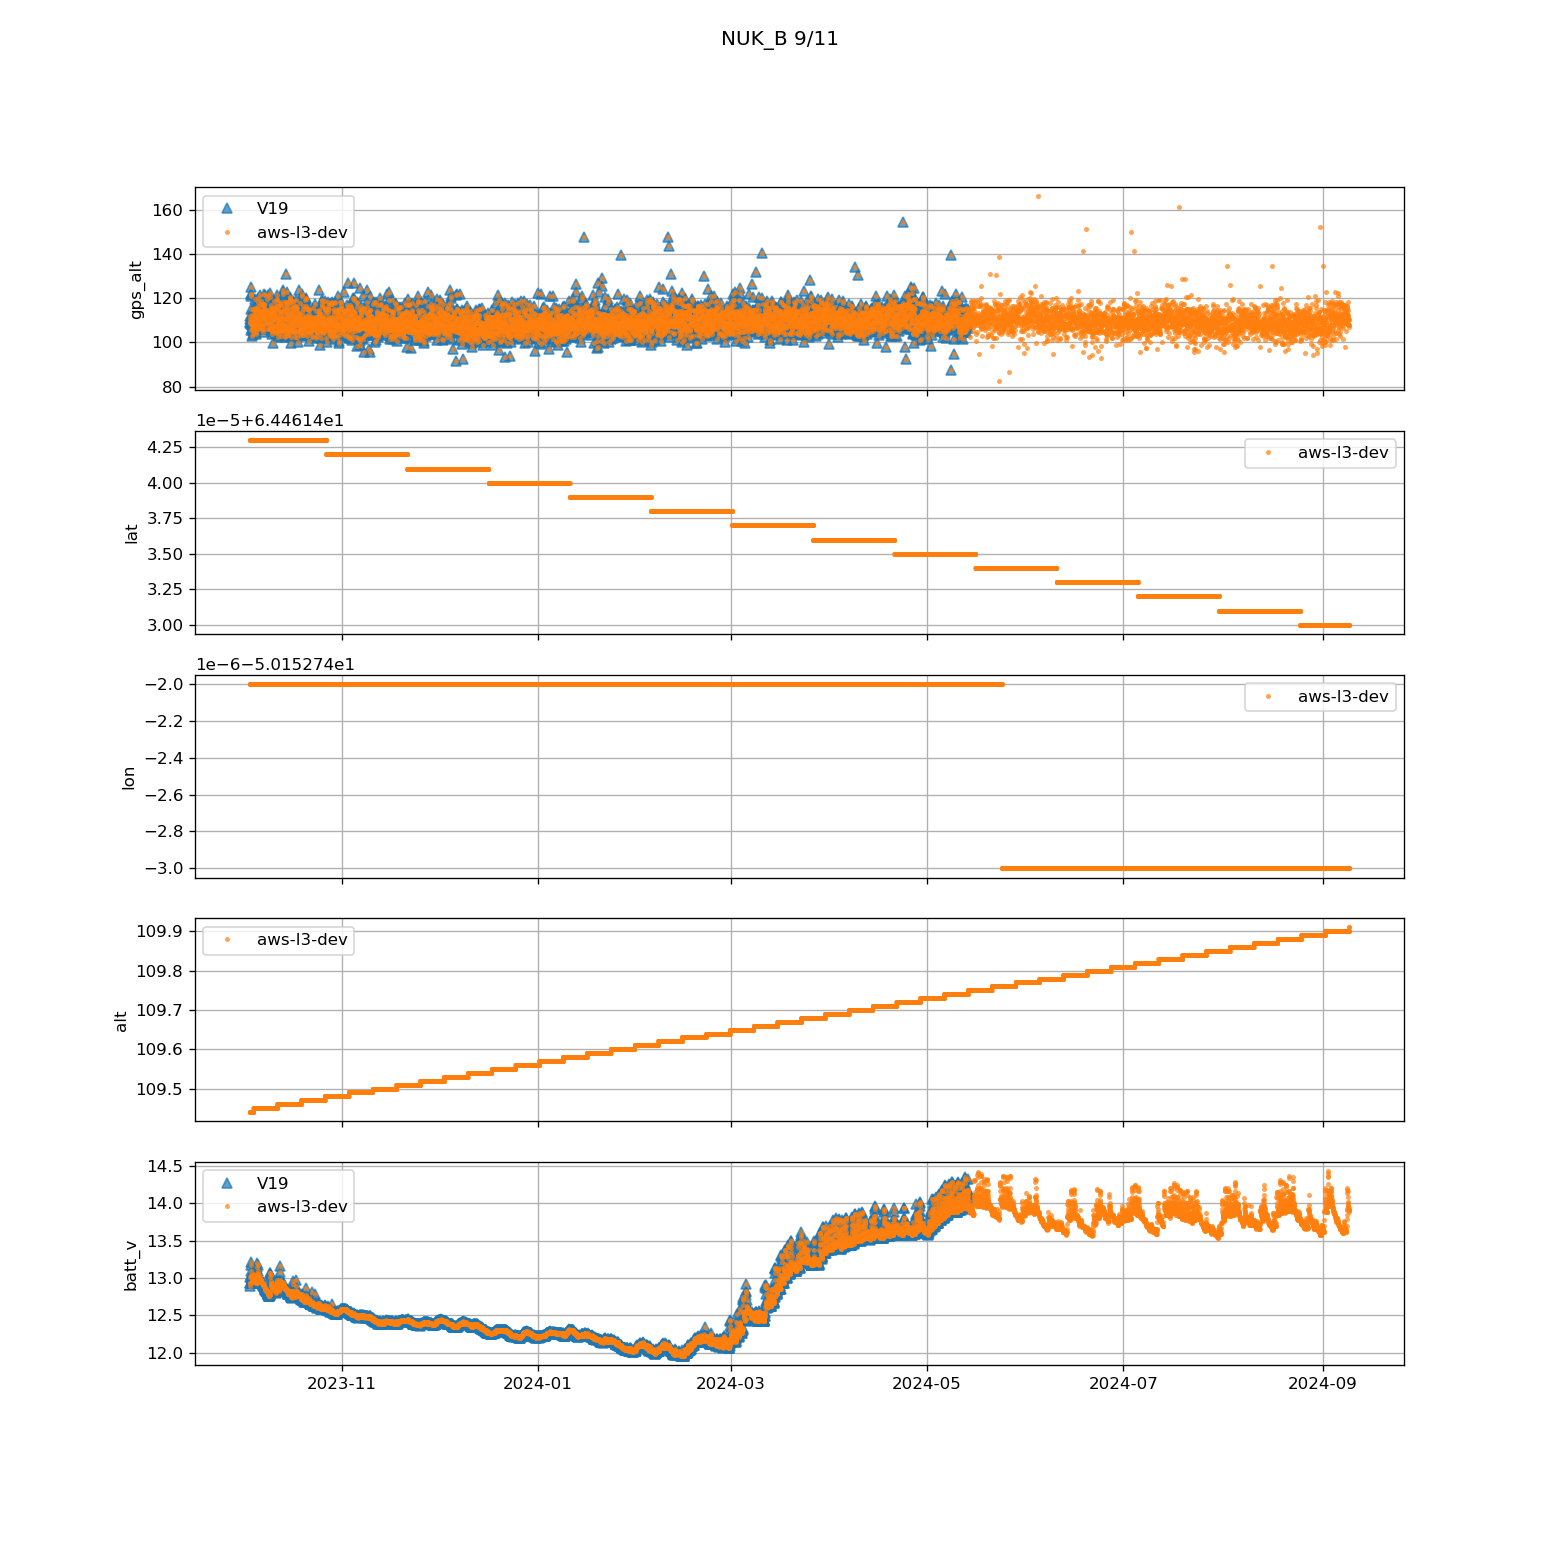 NUK_B 9/11
160
140
120
100
80
gps_alt
V19
aws-l3-dev
1e−5+6.44614e1
4.25
4.00
3.75
3.50
3.25
3.00
lat
aws-l3-dev
1e−6−5.015274e1
−2.0
−2.2
−2.4
−2.6
−2.8
−3.0
lon
aws-l3-dev
109.9
109.8
109.7
109.6
109.5
alt
aws-l3-dev
14.5
14.0
13.5
13.0
12.5
12.0
batt_v
V19
aws-l3-dev
2023-11
2024-01
2024-03
2024-05
2024-07
2024-09